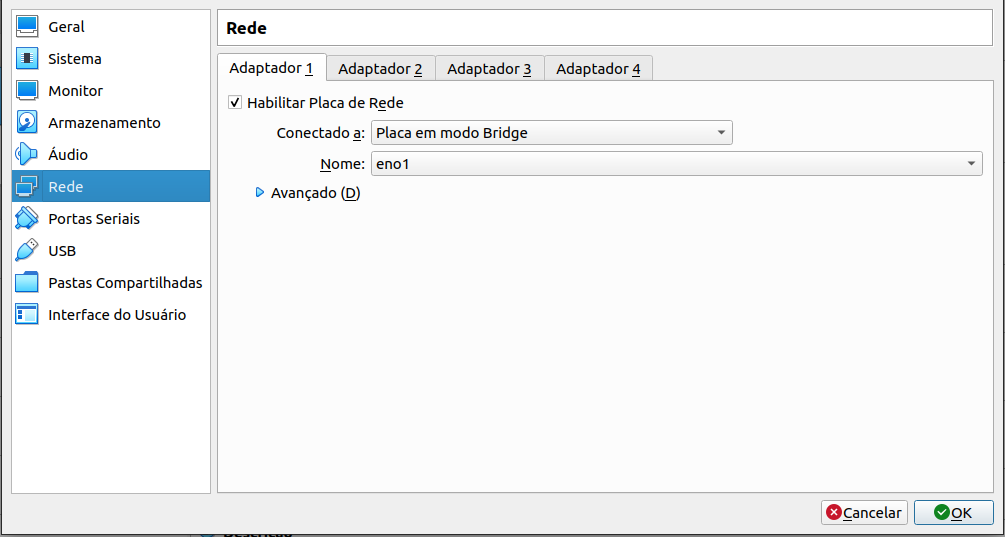 Geral
Sistema
Monitor
Armazenamento
Áudio
Rede
Portas Seriais
USB
Pastas Compartilhadas
Interface do Usuário
Rede
Adaptador 1 Adaptador 2 Adaptador 3 Adaptador 4
Habilitar Placa de Rede
Conectado a: Placa em modo Bridge
Nome: eno1
Avançado (D)
Cancelar OK
Descrição